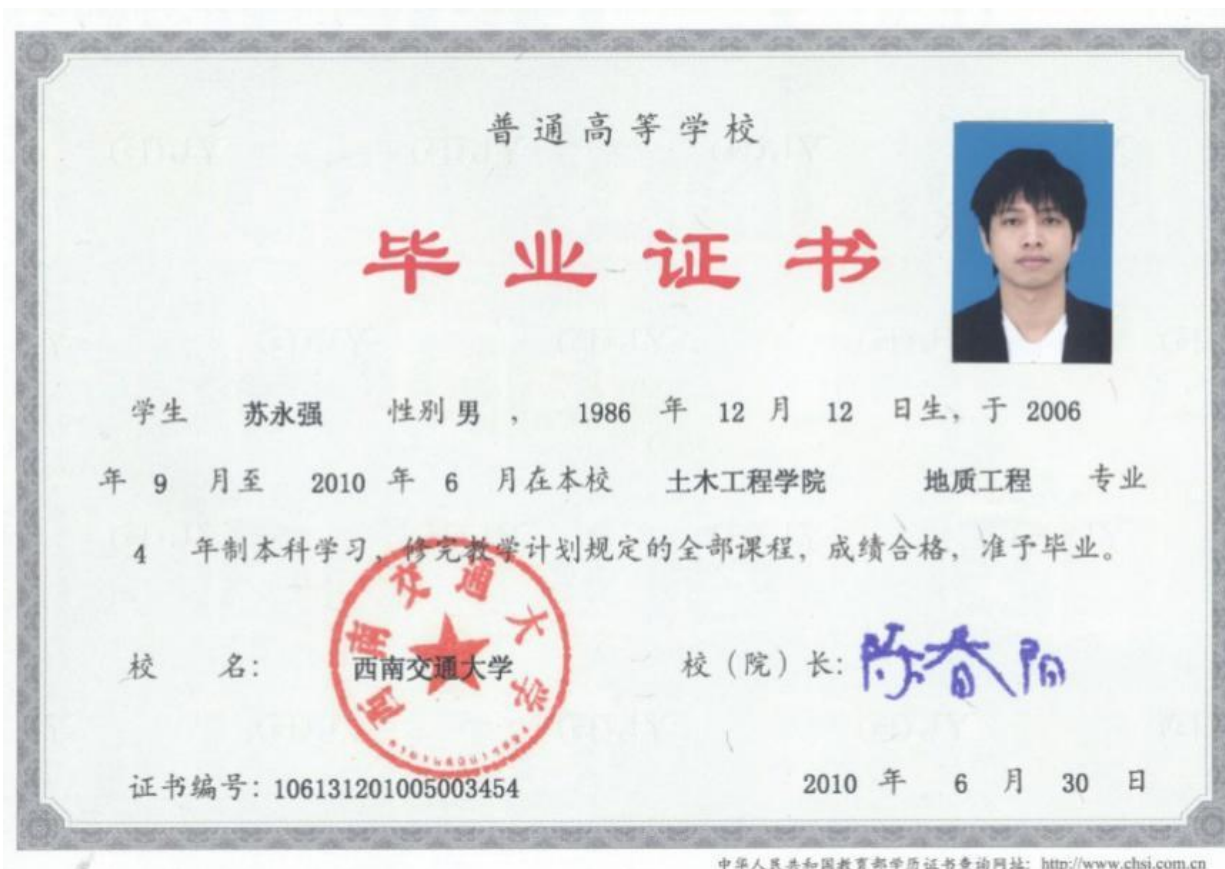 普通高等学校
毕业证书
学生 苏永强 性别 男 , 1986 年 12 月 12 日生, 于 2006
年 9 月至 2010 年 6 月在本校 土木工程学院 地质工程 专业
4 年制本科学习, 修完教学计划规定的全部课程, 成绩合格, 准予毕业。
西南交通大学
校 名: 西南交通大学 校(院)长: 陈春阳
证书编号: 106131201005003454 2010 年 6 月 30 日
中华人民共和国教育部学历证书查询网址: http://www.chsi.com.cn